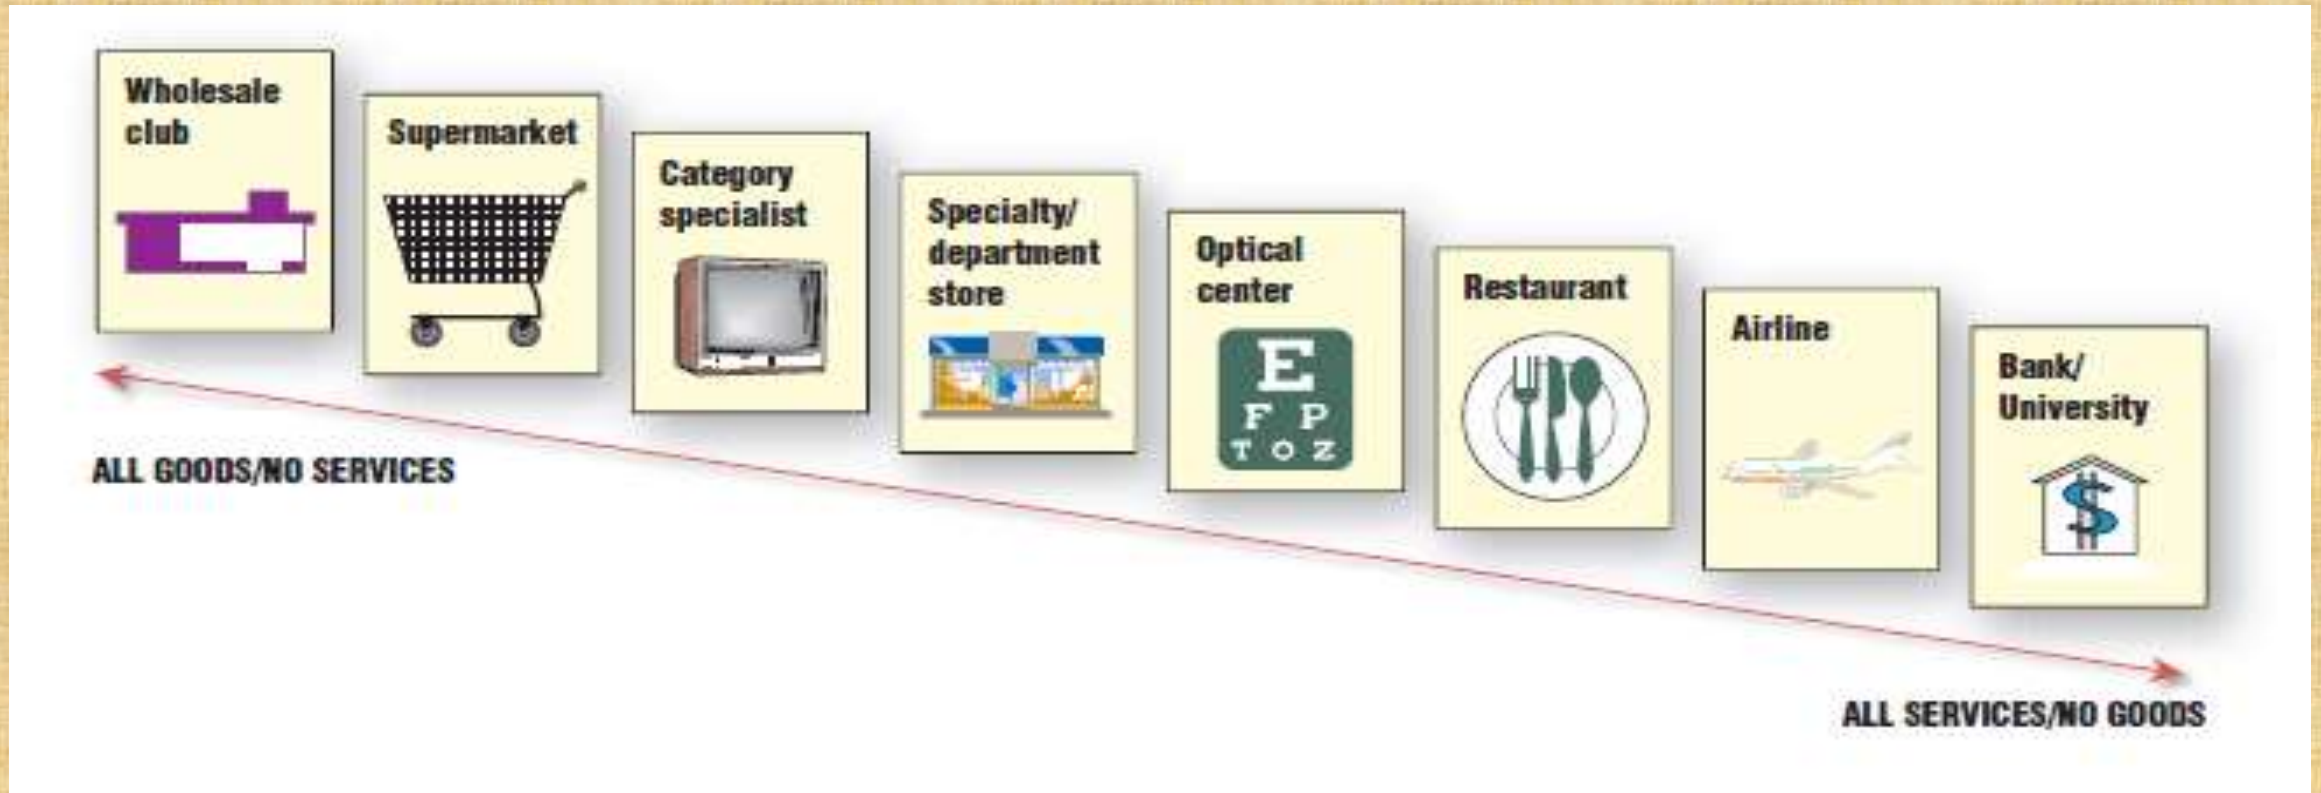 Wholesale
club
Supermarket
Category
specialist
Specialty/
department
store
Optical
center
E
F P
T O Z
Restaurant
Airline
Bank/
University
$
ALL GOODS/NO SERVICES
ALL SERVICES/NO GOODS